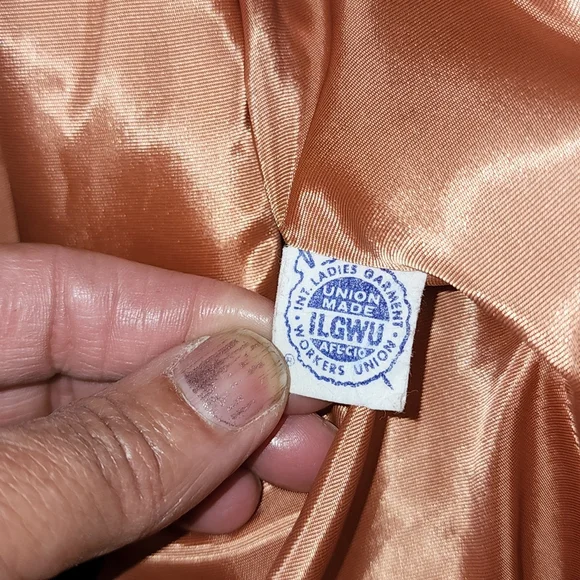 INT. LADIES GARMENT
UNION
MADE
ILGWU
AFL-CIO
WORKERS UNION
®